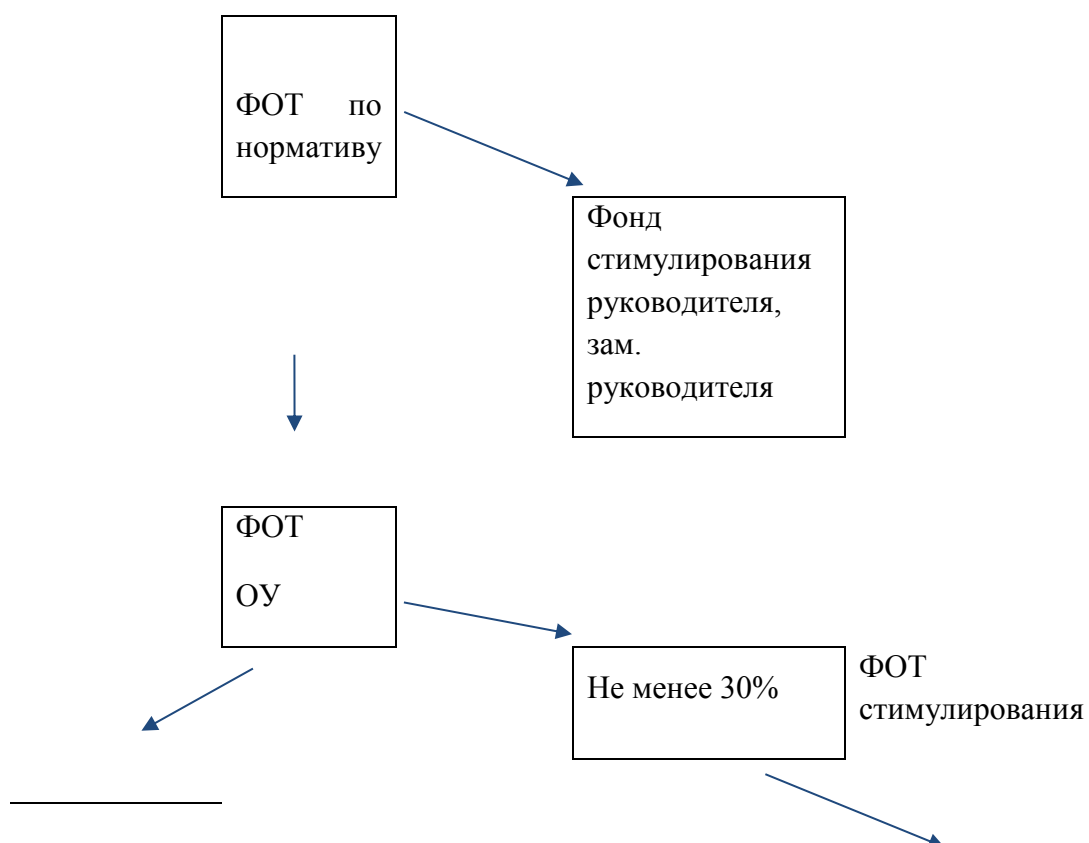 ФОТ по
нормативу
Фонд
стимулирования
руководителя,
зам.
руководителя
ФОТ
ОУ
Не менее 30%
ФОТ
стимулирования